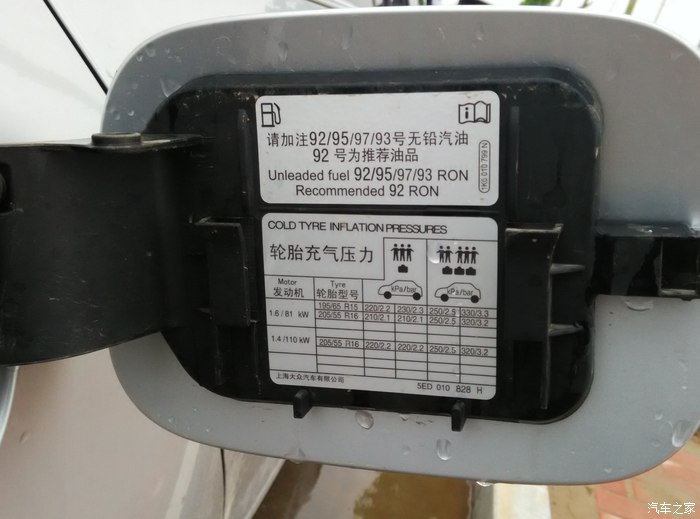 请加注92/95/97/93号无铅汽油
92 号为推荐油品
Unleaded fuel 92/95/97/93 RON
Recommended 92 RON
1K0 010 799 N
COLD TYRE INFLATION PRESSURES
轮胎充气压力
kPa/bar kPa/bar
Motor Tyre
发动机 轮胎型号
195/65 R15 220/2.2 230/2.3 250/2.9 330/3.3
1.6/81 kW 205/55 R16 210/2.1 210/2.1 250/2.5 320/3.2
1.4/110 kW 205/55 R16 220/2.2 220/2.2 250/2.5 320/3.2
上海大众汽车有限公司 5ED 010 828 H
汽车之家